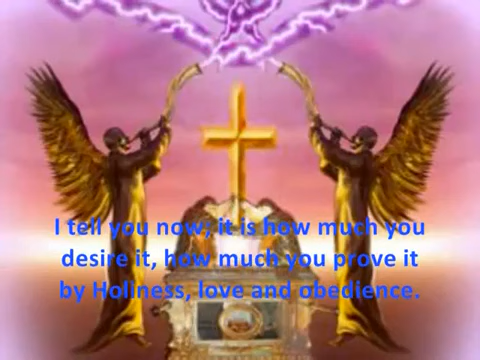 I tell you now; it is how much you
desire it, how much you prove it
by Holiness, love and obedience.